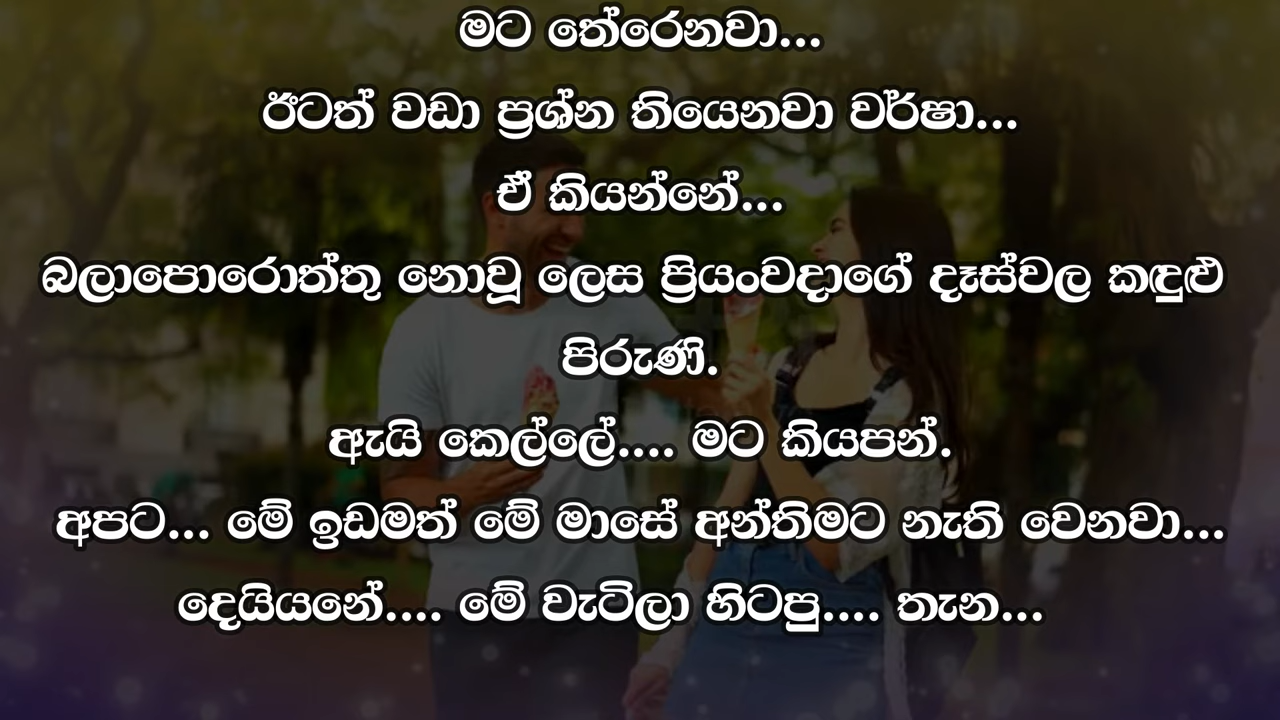 මට තේරෙනවා...
ඊටත් වඩා ප්‍රශ්න තියෙනවා වර්ෂා...
ඒ කියන්නේ...
බලාපොරොත්තු නොවූ ලෙස ප්‍රියංවදාගේ දෑස්වල කඳුළු
පිරුණි.
ඇයි කෙල්ලේ.... මට කියපන්.
අපට... මේ ඉඩමත් මේ මාසේ අන්තිමට නැති වෙනවා...
දෙයියනේ.... මේ වැටිලා හිටපු.... තැන...